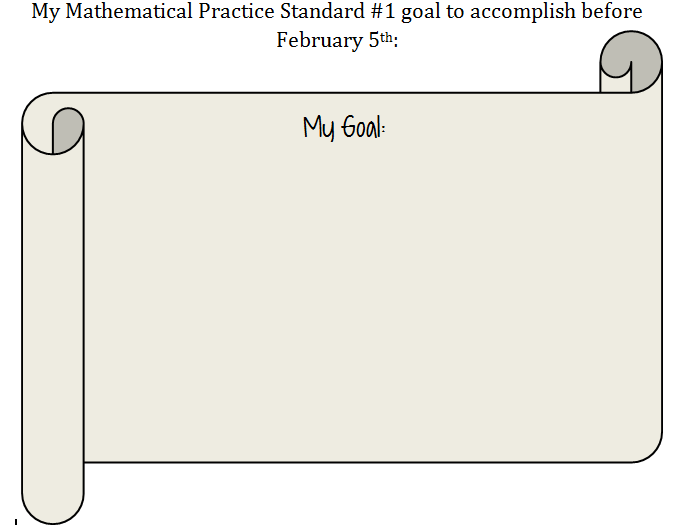 My Mathematical Practice Standard #1 goal to accomplish before
February 5th:
My Goal: